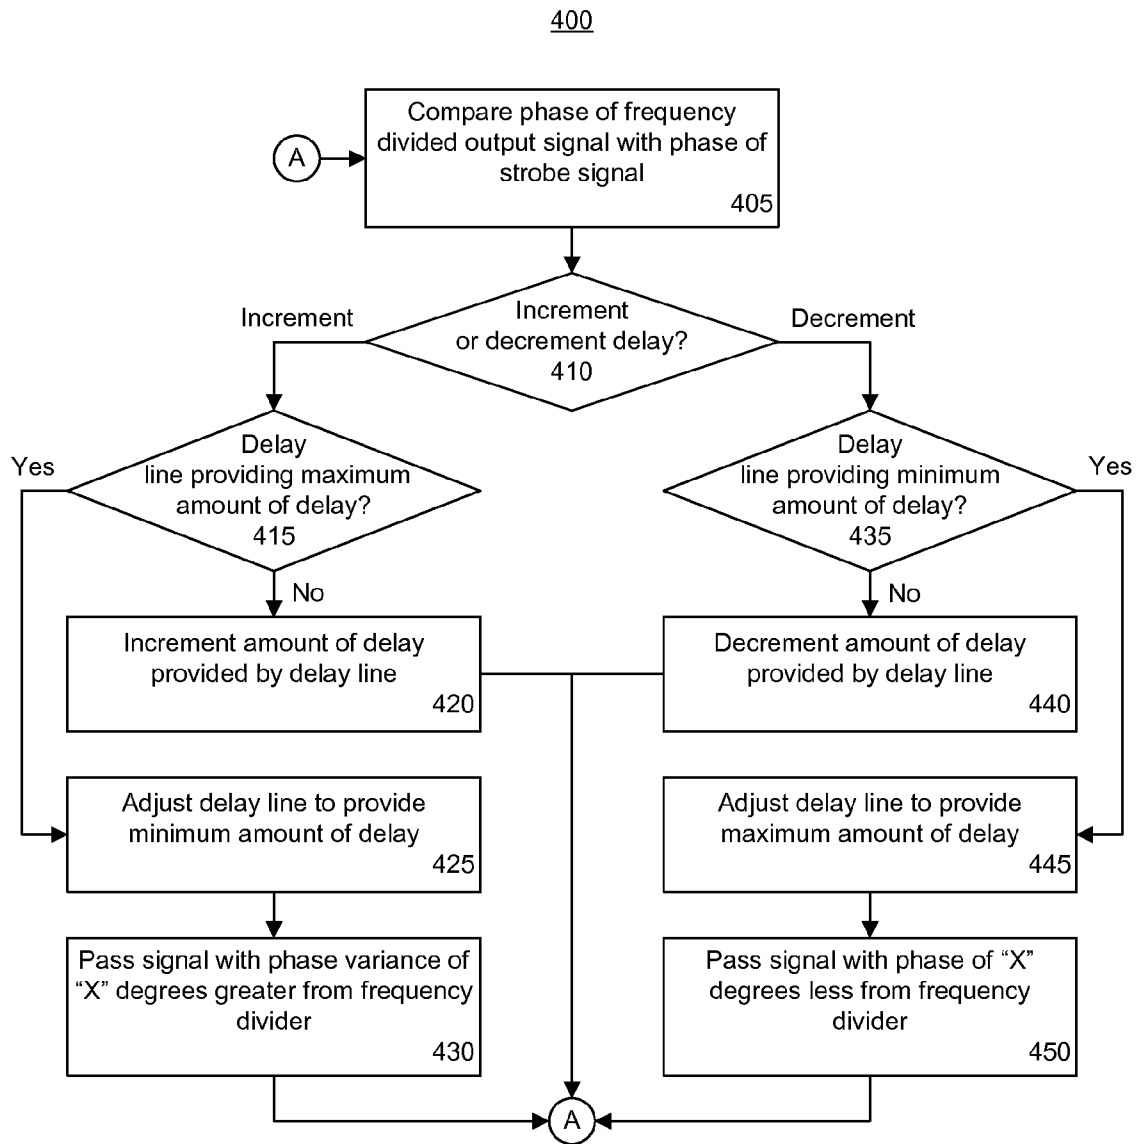 400
Compare phase of frequency
divided output signal with phase of
strobe signal
405
A
Increment
or decrement delay?
410
Increment
Decrement
Delay
line providing maximum
amount of delay?
415
Yes
No
Delay
line providing minimum
amount of delay?
435
Yes
No
Increment amount of delay
provided by delay line
420
Decrement amount of delay
provided by delay line
440
Adjust delay line to provide
minimum amount of delay
425
Adjust delay line to provide
maximum amount of delay
445
Pass signal with phase variance of
“X” degrees greater from frequency
divider
430
Pass signal with phase of “X”
degrees less from frequency
divider
450
A